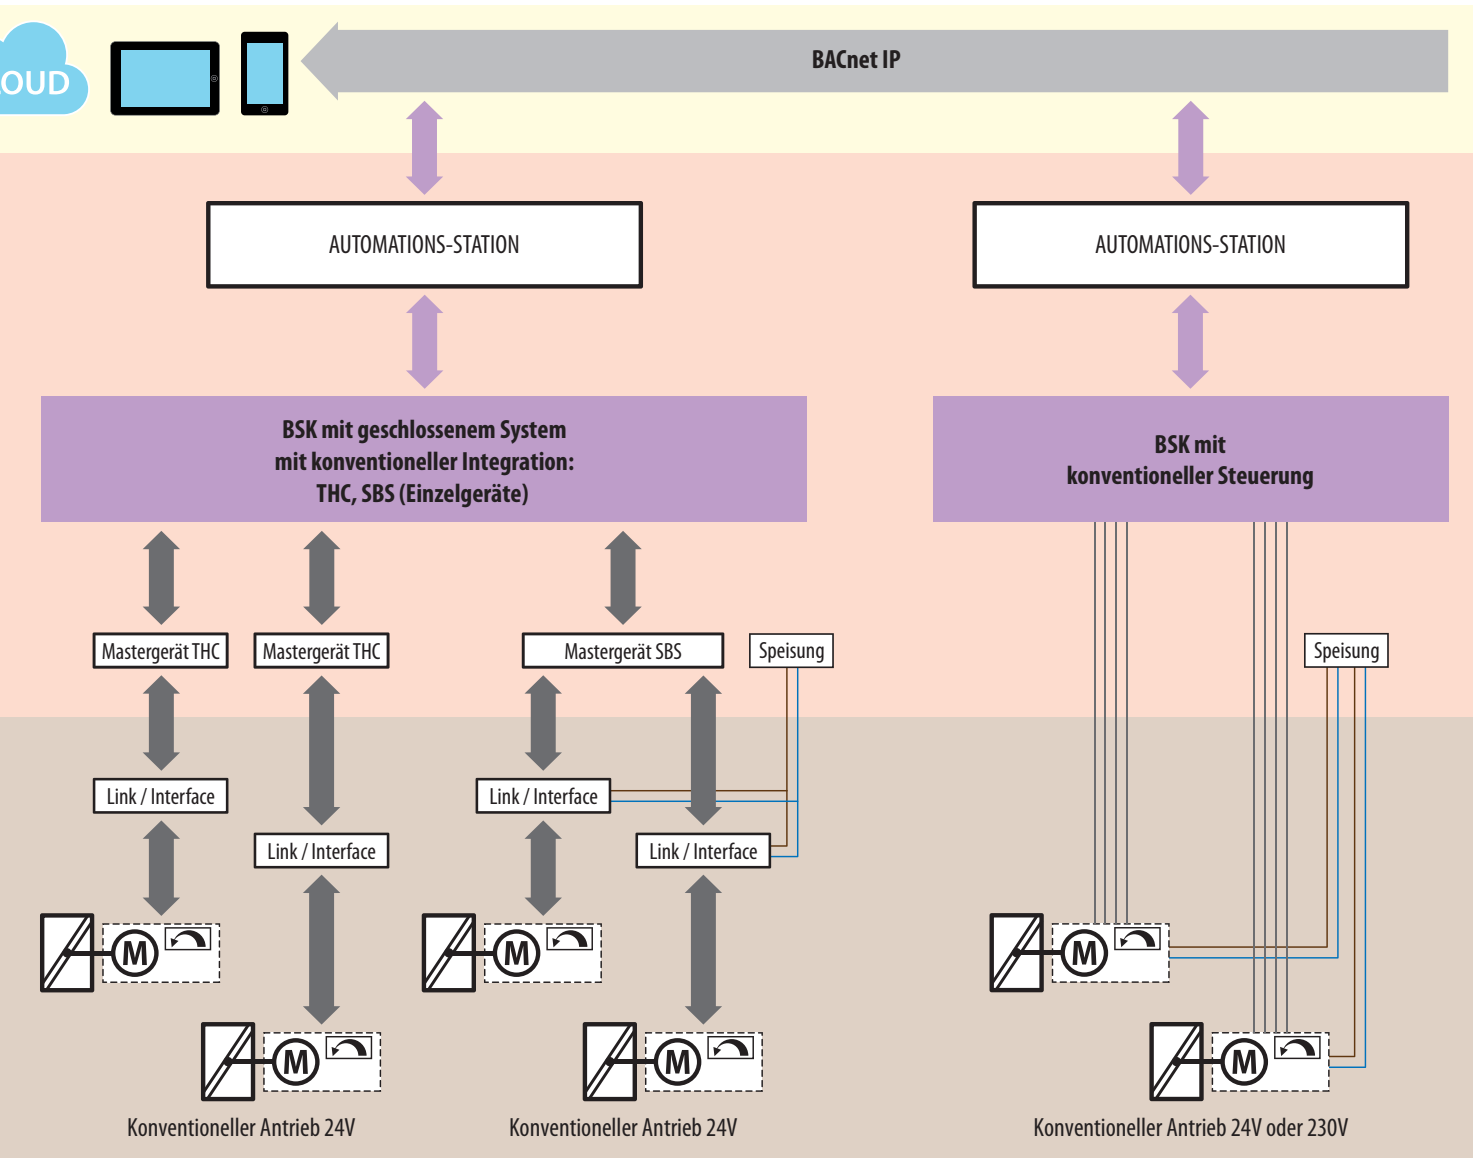 LOUD
BACnet IP
AUTOMATIONS-STATION
AUTOMATIONS-STATION
BSK mit geschlossenem System
mit konventioneller Integration:
THC, SBS (Einzelgeräte)
BSK mit
konventioneller Steuerung
Mastergerät THC
Mastergerät THC
Mastergerät SBS
Speisung
Speisung
Link / Interface
Link / Interface
Link / Interface
Link / Interface
M
M
M
M
M
M
Konventioneller Antrieb 24V
Konventioneller Antrieb 24V
Konventioneller Antrieb 24V oder 230V